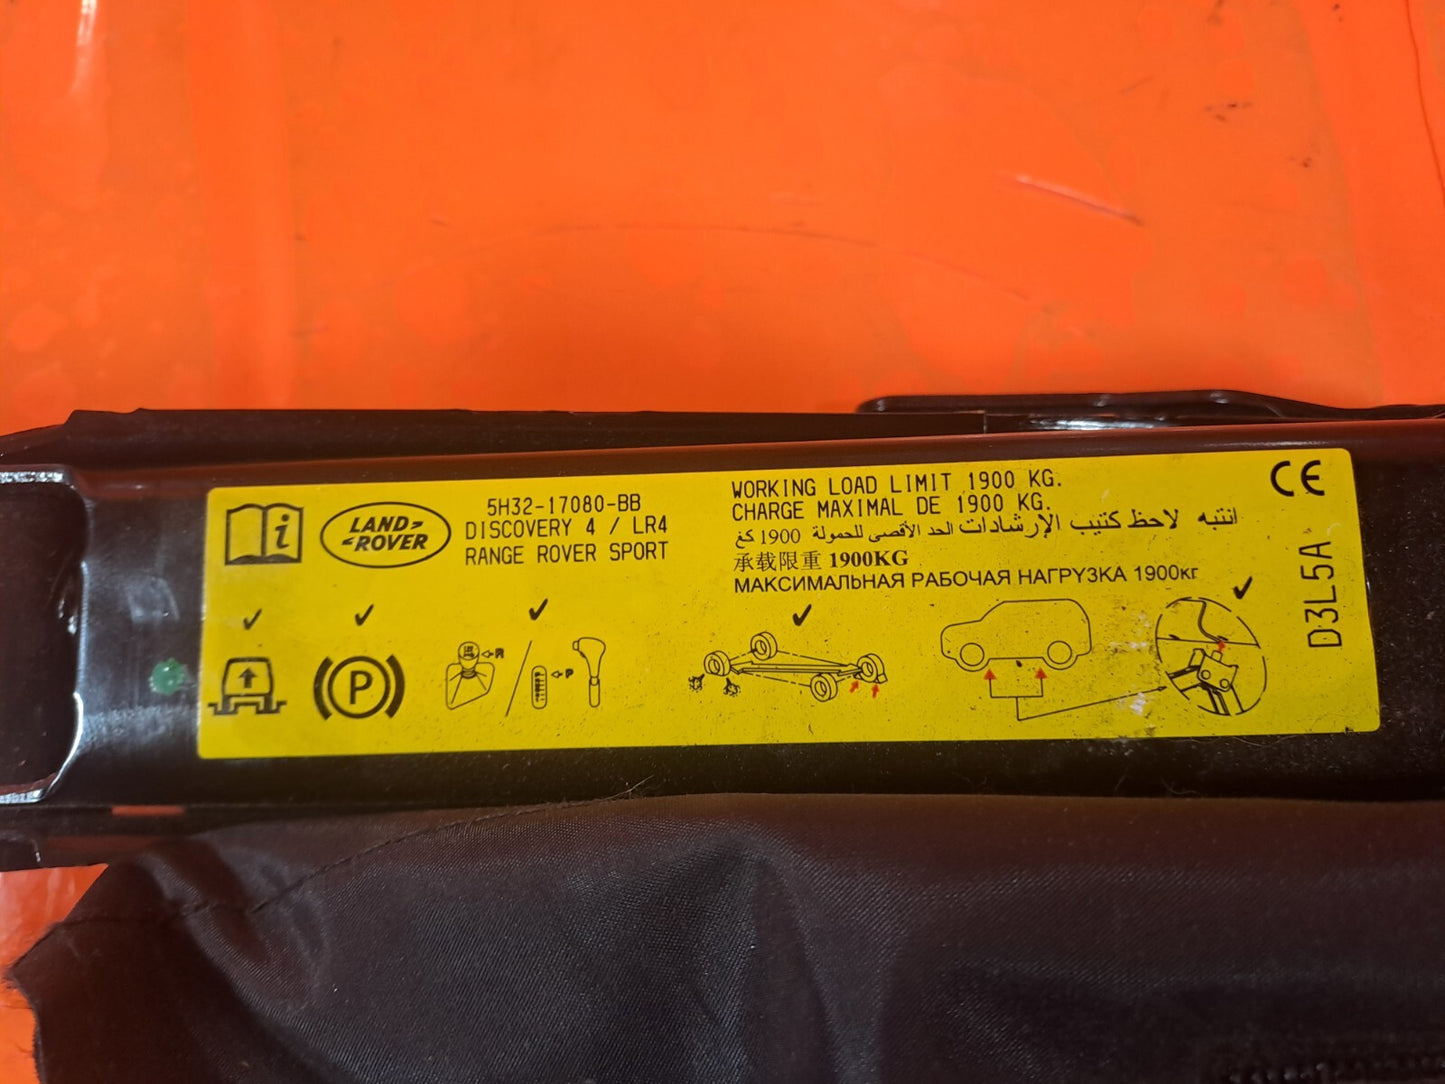 LAND
ROVER
5H32-17080-BB
DISCOVERY 4 / LR4
RANGE ROVER SPORT
WORKING LOAD LIMIT 1900 KG.
CHARGE MAXIMAL DE 1900 KG.
انتبه لاحظ كتيب الإرشادات الحد الأقصى للحمولة 1900 كغ
承载限重 1900KG
МАКСИМАЛЬНАЯ РАБОЧАЯ НАГРУЗКА 1900кг
CE
D3L5A
P
R
P